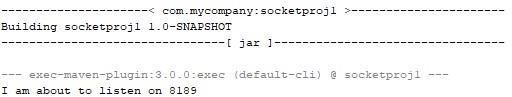 ---------------------< com.mycompany:socketproj1 >----------------------
Building socketproj1 1.0-SNAPSHOT
--------------------------------[ jar ]---------------------------------
--- exec-maven-plugin:3.0.0:exec (default-cli) @ socketproj1 ---
I am about to listen on 8189